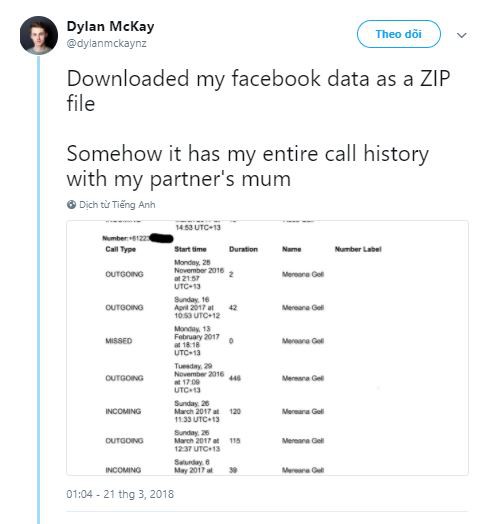 Dylan McKay
@dylanmckaynz
Theo dõi
Downloaded my facebook data as a ZIP
file
Somehow it has my entire call history
with my partner's mum
Dịch từ Tiếng Anh
14:53 UTC+13
Number:+61223
Call Type Start time Duration Name Number Label
Monday, 28
November 2016
OUTGOING at 21:57 2 Mereana Gell
UTC+13
Sunday, 16
OUTGOING April 2017 at 42 Mereana Gell
10:53 UTC+12
Monday, 13
February 2017
MISSED at 18:18 0 Mereana Gell
UTC+13
Tuesday, 29
November 2016
OUTGOING at 17:09 446 Mereana Gell
UTC+13
Sunday, 26
INCOMING March 2017 at 120 Mereana Gell
11:33 UTC+13
Sunday, 26
OUTGOING March 2017 at 115 Mereana Gell
12:37 UTC+13
Saturday, 6
INCOMING May 2017 at 39 Mereana Gell
01:04 - 21 thg 3, 2018